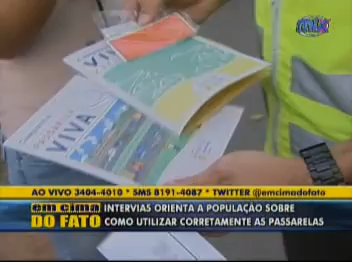 VIVA
VIVA
AO VIVO 3404-4010 * SMS 8191-4087 * TWITTER @emcimadofato
em cima
DO FATO
INTERVIAS ORIENTA A POPULAÇÃO SOBRE
COMO UTILIZAR CORRETAMENTE AS PASSARELAS